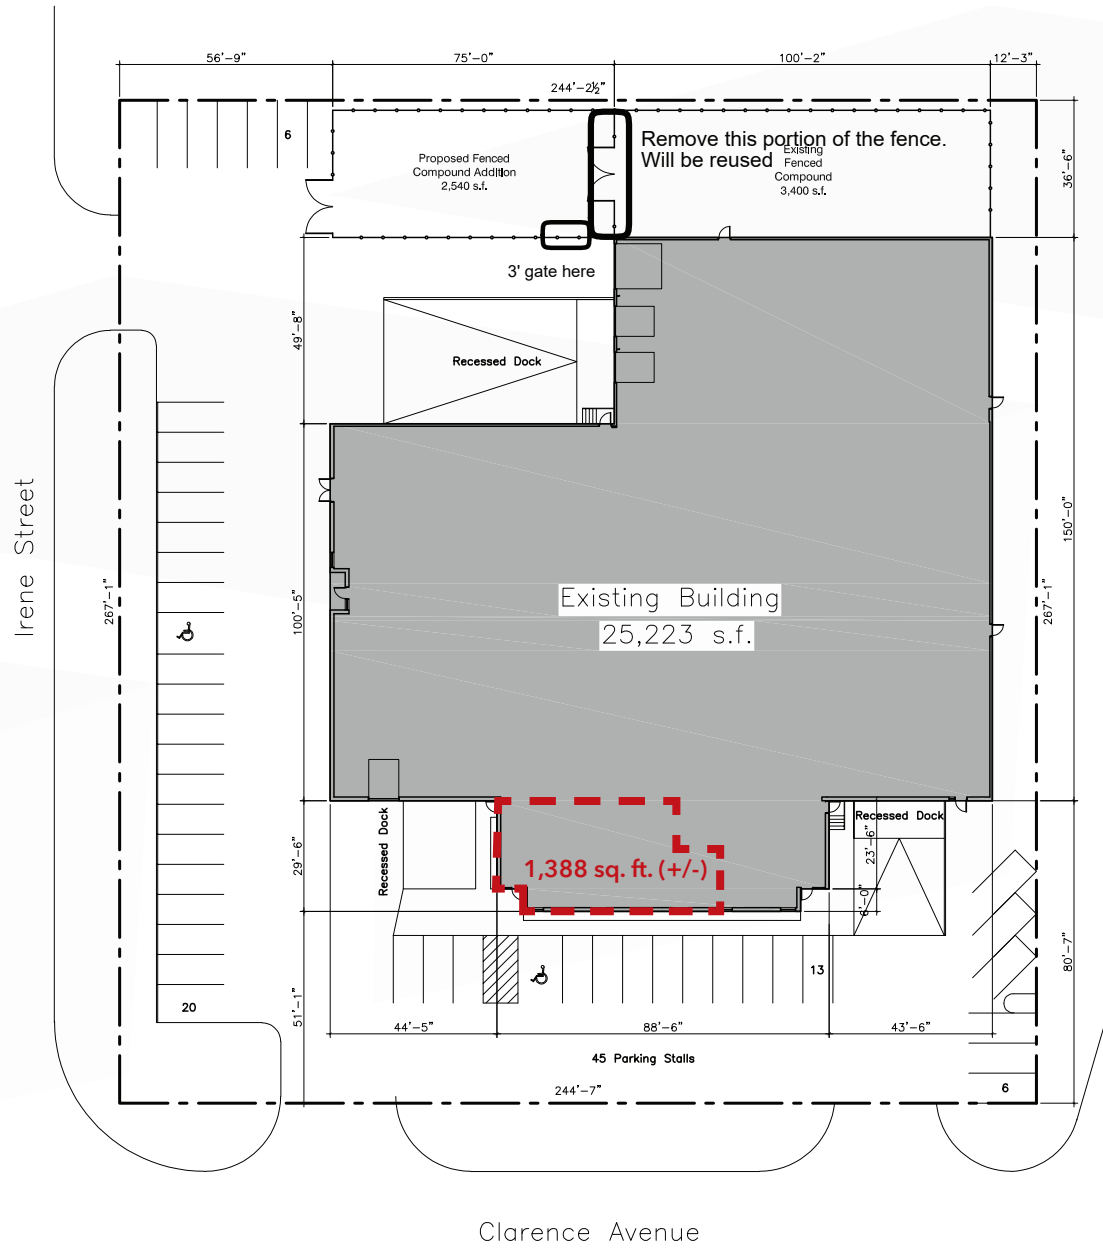 56'-9"
75'-0"
100'-2"
12'-3"
244'-2½"
6
Remove this portion of the fence.
Will be reused
Proposed Fenced
Compound Addition
2,540 s.f.
Existing
Fenced
Compound
3,400 s.f.
36'-6"
3' gate here
49'-8"
Recessed Dock
Irene Street
267'-1"
100'-5"
150'-0"
267'-1"
Existing Building
25,223 s.f.
Recessed Dock
29'-6"
1,388 sq. ft. (+/-)
Recessed Dock
23'-6"
6'-0"
80'-7"
13
20
51'-1"
44'-5"
88'-6"
43'-6"
45 Parking Stalls
244'-7"
6
Clarence Avenue